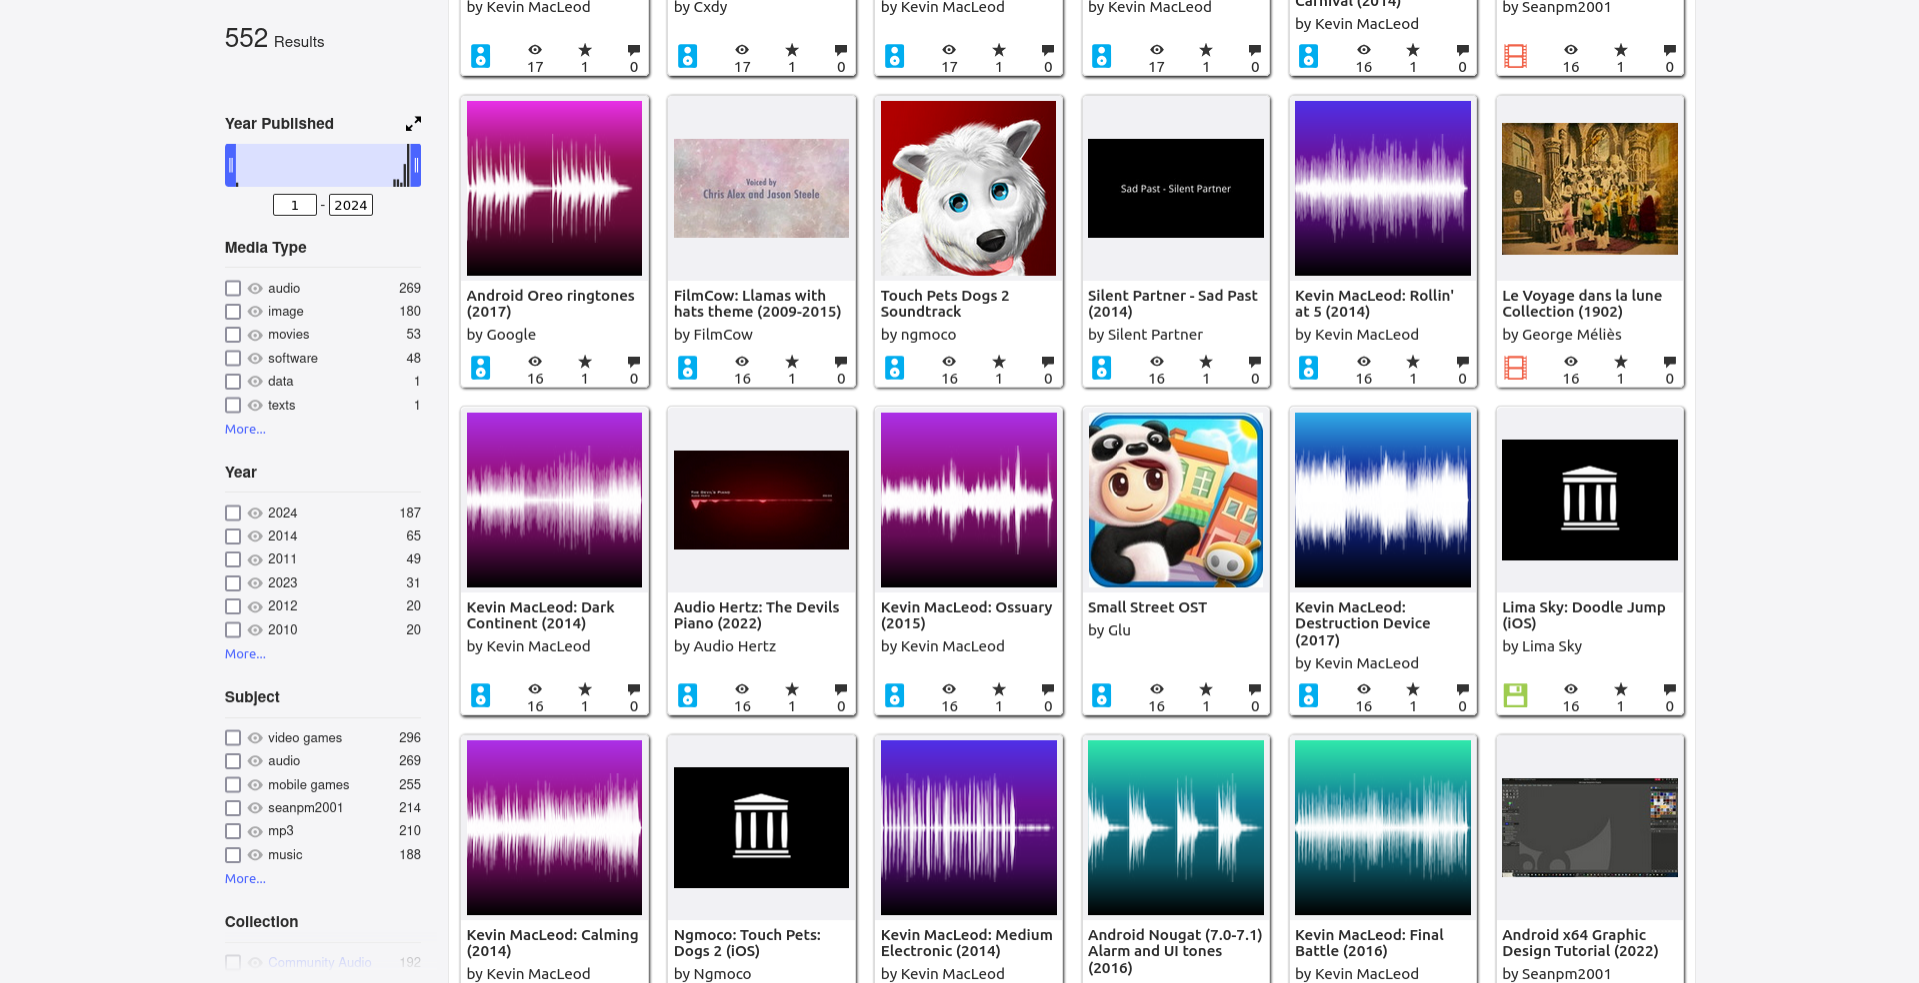 552 Results
Year Published
1 - 2024
Media Type
audio 269
image 180
movies 53
software 48
data 1
texts 1
More...
Year
2024 187
2014 65
2011 49
2023 31
2012 20
2010 20
More...
Subject
video games 296
audio 269
mobile games 255
seanpm2001 214
mp3 210
music 188
More...
Collection
Community Audio 192
by Kevin MacLeod
17 1 0
by Cxdy
17 1 0
by Kevin MacLeod
17 1 0
by Kevin MacLeod
17 1 0
Carnival (2014)
by Kevin MacLeod
16 1 0
by Seanpm2001
16 1 0
Android Oreo ringtones
(2017)
by Google
16 1 0
Voiced by
Chris Alex and Jason Steele
FilmCow: Llamas with
hats theme (2009-2015)
by FilmCow
16 1 0
Touch Pets Dogs 2
Soundtrack
by ngmoco
16 1 0
Sad Past - Silent Partner
Silent Partner - Sad Past
(2014)
by Silent Partner
16 1 0
Kevin MacLeod: Rollin'
at 5 (2014)
by Kevin MacLeod
16 1 0
Le Voyage dans la lune
Collection (1902)
by George Méliès
16 1 0
Kevin MacLeod: Dark
Continent (2014)
by Kevin MacLeod
16 1 0
The Devil's Piano
Audio Hertz: The Devils
Piano (2022)
by Audio Hertz
16 1 0
Kevin MacLeod: Ossuary
(2015)
by Kevin MacLeod
16 1 0
Small Street OST
by Glu
16 1 0
Kevin MacLeod:
Destruction Device
(2017)
by Kevin MacLeod
16 1 0
Lima Sky: Doodle Jump
(iOS)
by Lima Sky
16 1 0
Kevin MacLeod: Calming
(2014)
by Kevin MacLeod
Ngmoco: Touch Pets:
Dogs 2 (iOS)
by Ngmoco
Kevin MacLeod: Medium
Electronic (2014)
by Kevin MacLeod
Android Nougat (7.0-7.1)
Alarm and UI tones
(2016)
Kevin MacLeod: Final
Battle (2016)
by Kevin MacLeod
Android x64 Graphic
Design Tutorial (2022)
by Seanpm2001